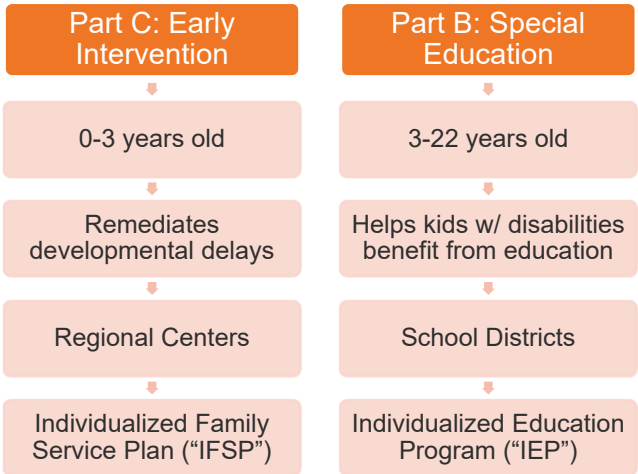 Part C: Early
Intervention
0-3 years old
Remediates
developmental delays
Regional Centers
Individualized Family
Service Plan (“IFSP”)
Part B: Special
Education
3-22 years old
Helps kids w/ disabilities
benefit from education
School Districts
Individualized Education
Program (“IEP”)